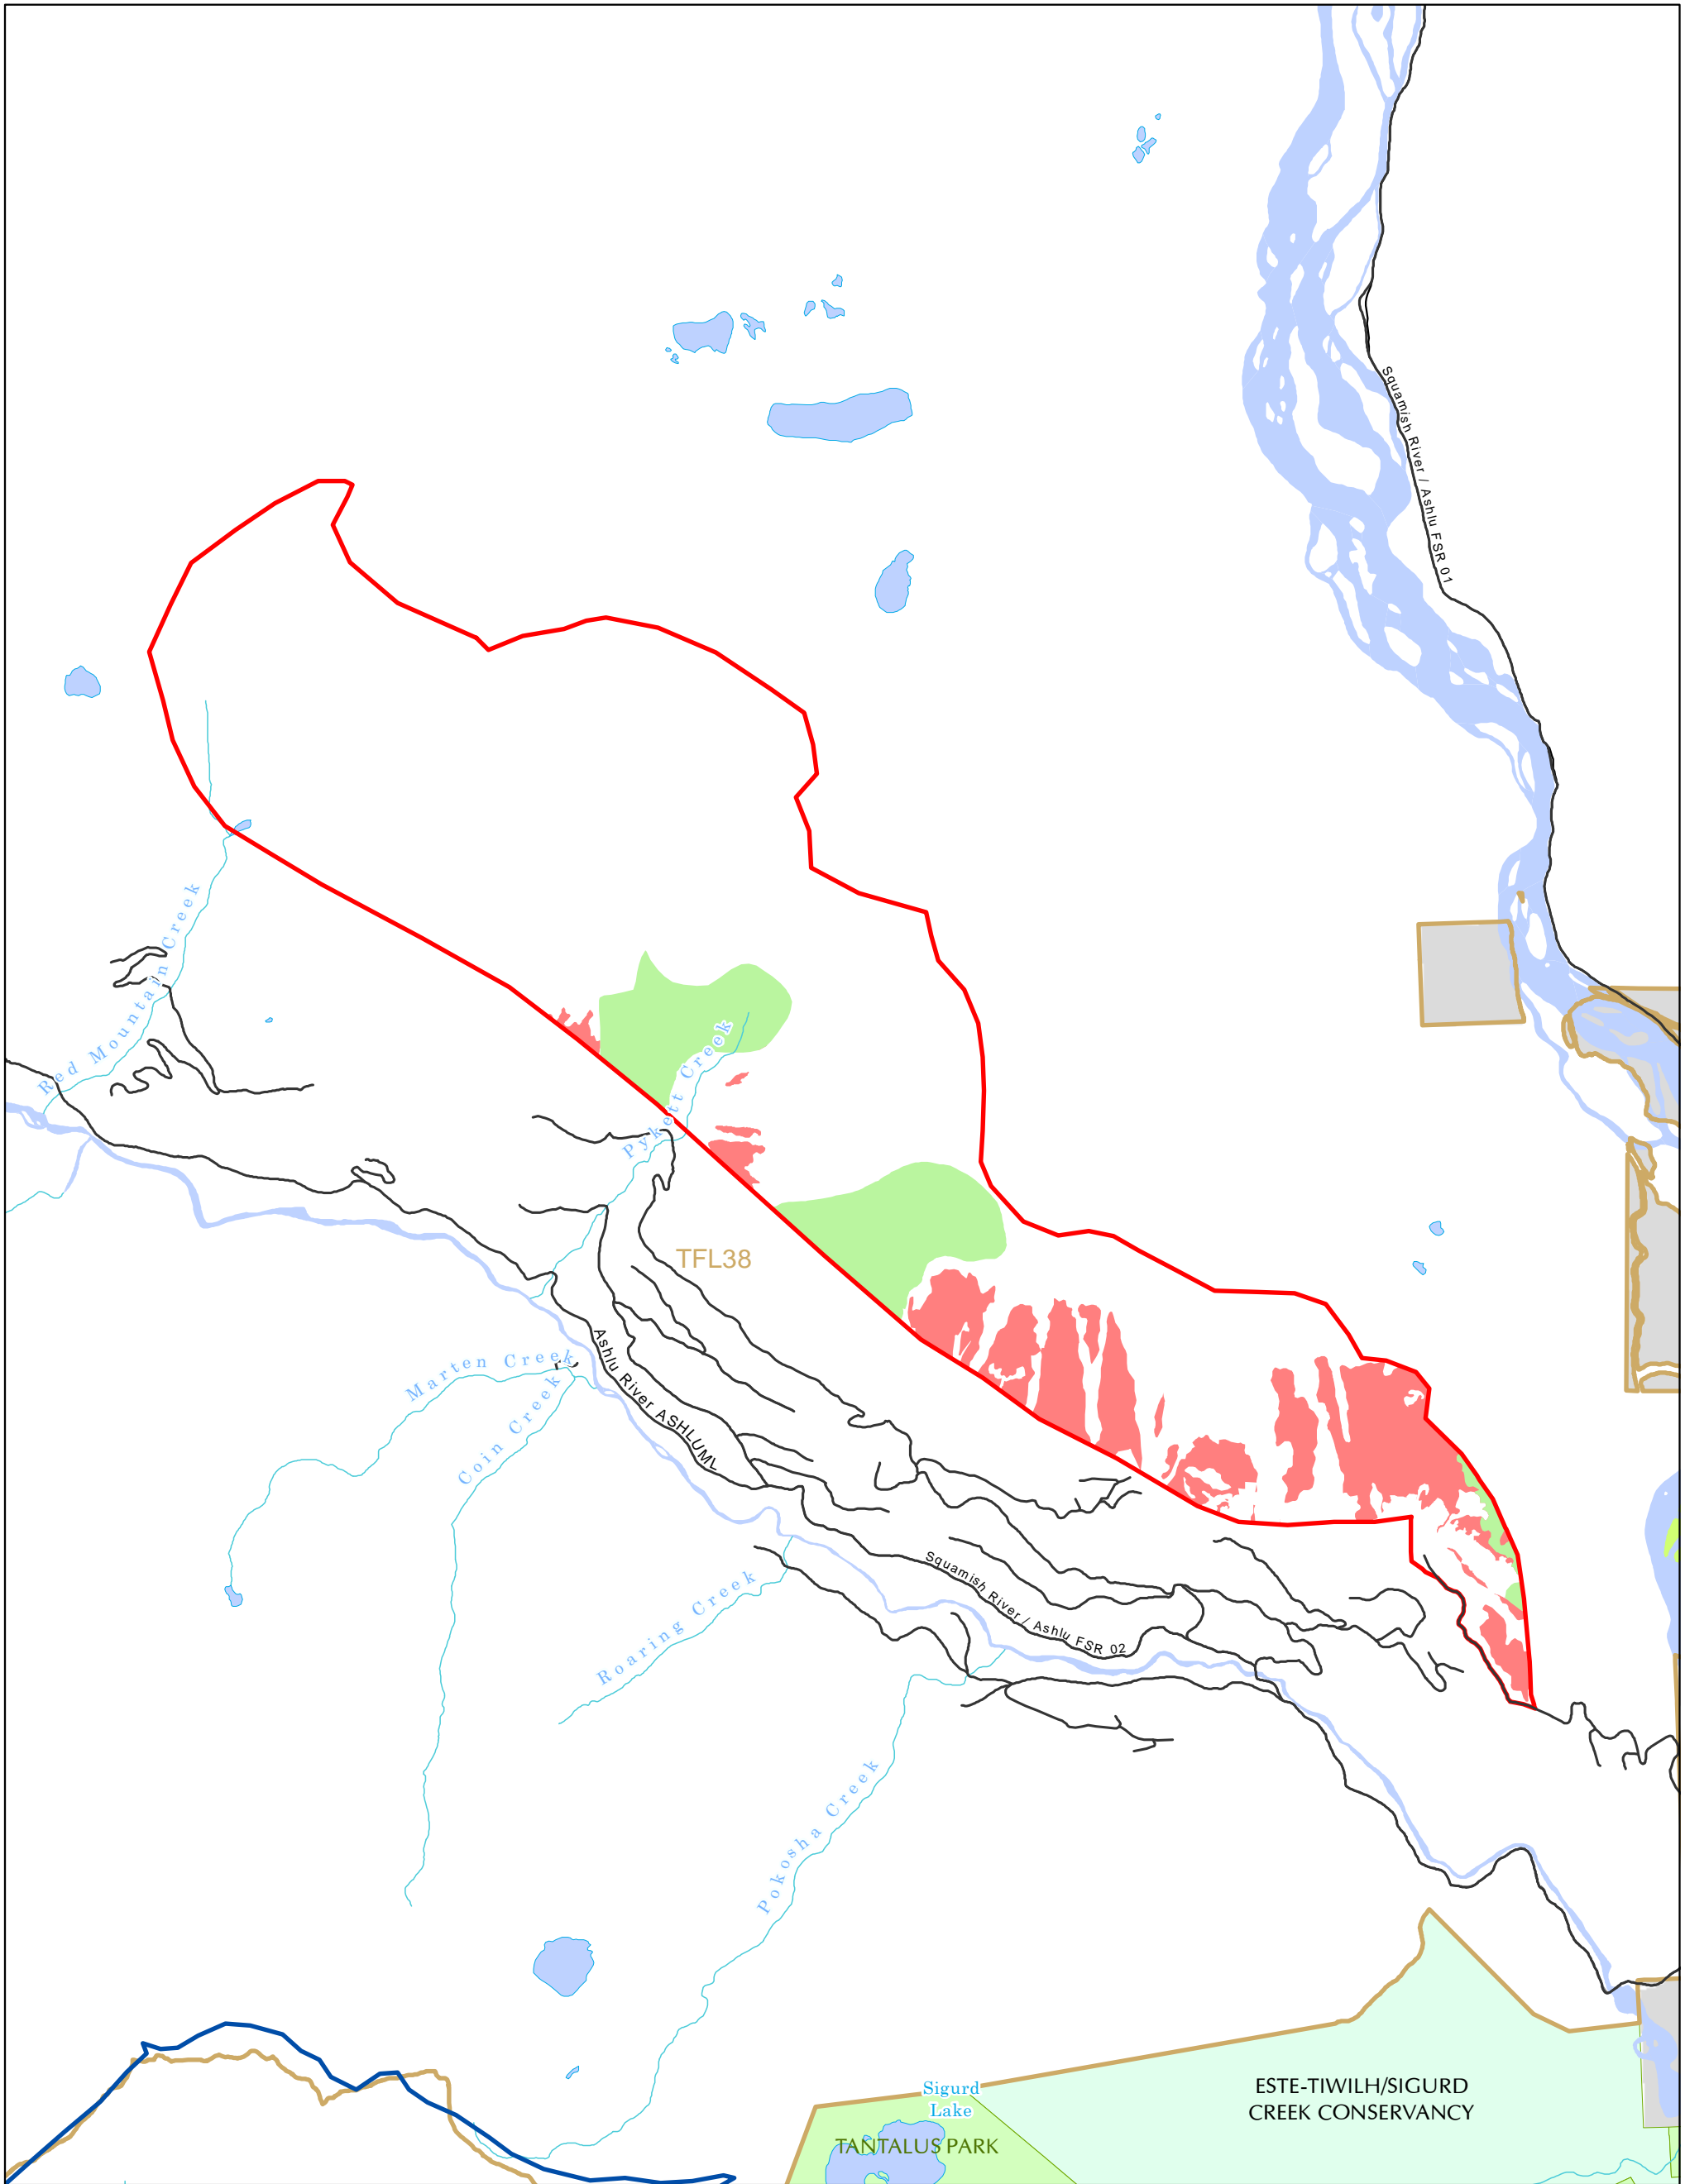 Squamish River / Ashlu FSR 01
Red Mountain Creek
Pykett Creek
TFL38
Marten Creek
Ashlu River ASHLUML
Coin Creek
Squamish River / Ashlu FSR 02
Roaring Creek
Pokosha Creek
Sigurd
Lake
ESTE-TIWILH/SIGURD
CREEK CONSERVANCY
TANTALUS PARK